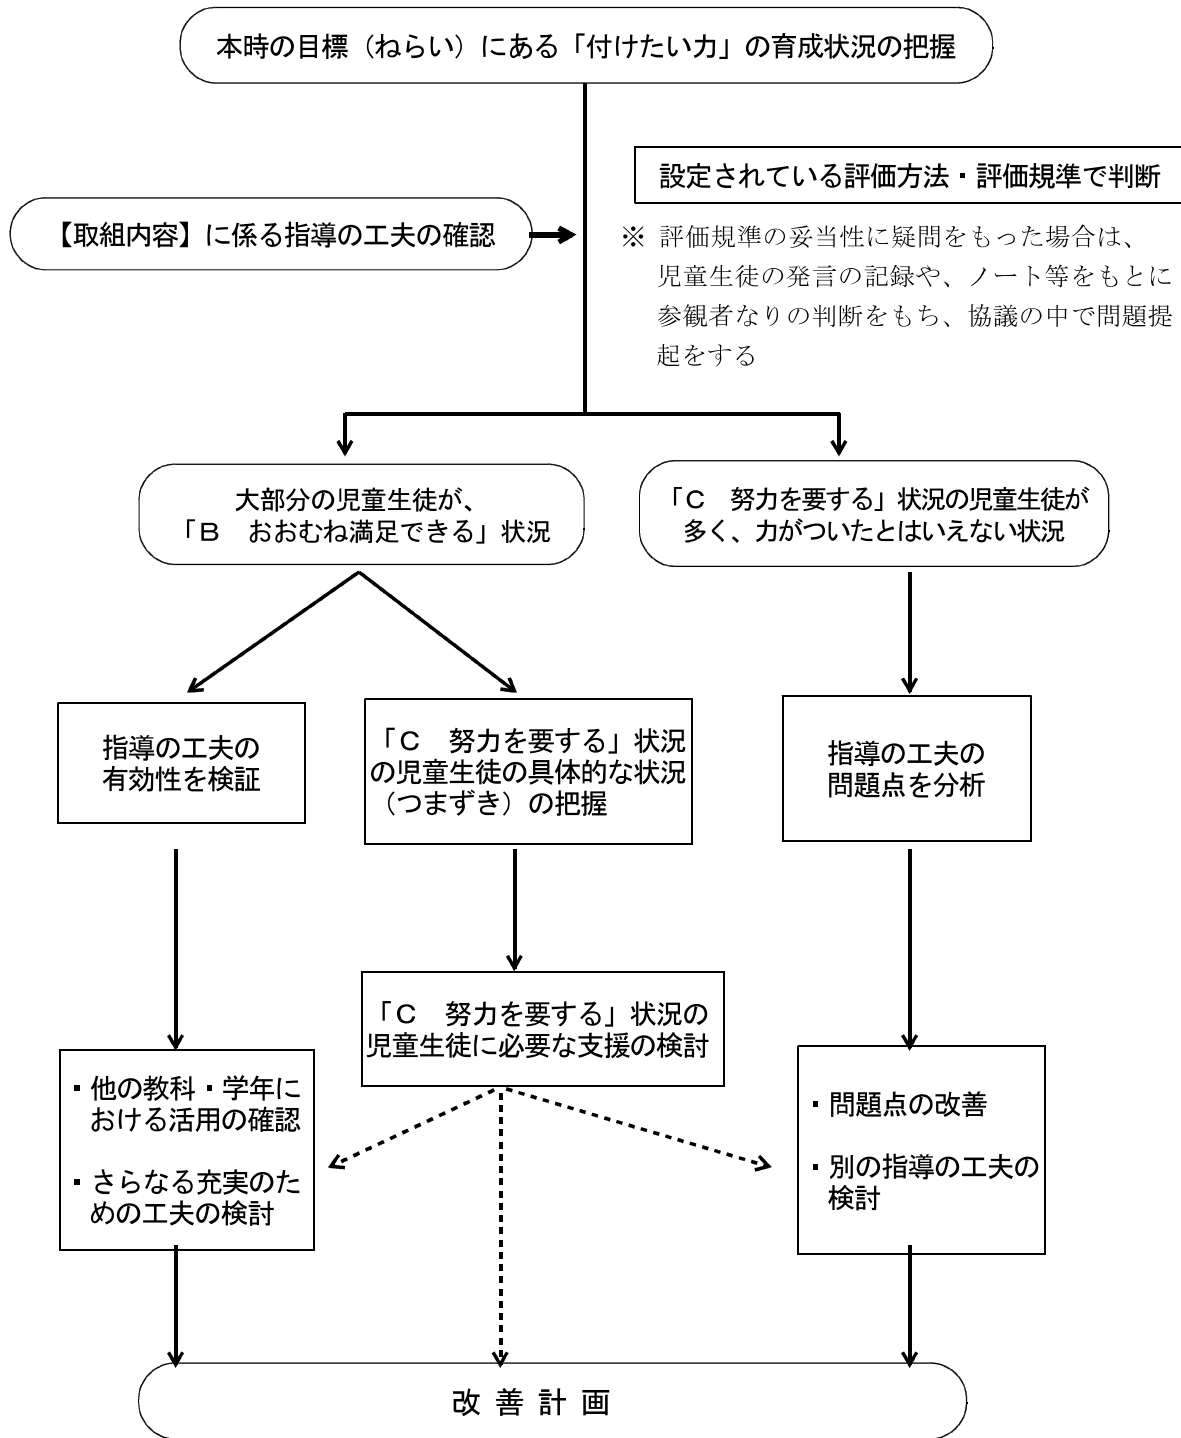 本時の目標（ねらい）にある「付けたい力」の育成状況の把握
設定されている評価方法・評価規準で判断
【取組内容】に係る指導の工夫の確認
※ 評価規準の妥当性に疑問をもった場合は、
児童生徒の発言の記録や、ノート等をもとに
参観者なりの判断をもち、協議の中で問題提
起をする
大部分の児童生徒が、
「Ｂ　おおむね満足できる」状況
「Ｃ　努力を要する」状況の児童生徒が
多く、力がついたとはいえない状況
指導の工夫の
有効性を検証
「Ｃ　努力を要する」状況
の児童生徒の具体的な状況
（つまずき）の把握
指導の工夫の
問題点を分析
「Ｃ　努力を要する」状況の
児童生徒に必要な支援の検討
・他の教科・学年に
おける活用の確認
・さらなる充実のた
めの工夫の検討
・問題点の改善
・別の指導の工夫の
検討
改 善 計 画